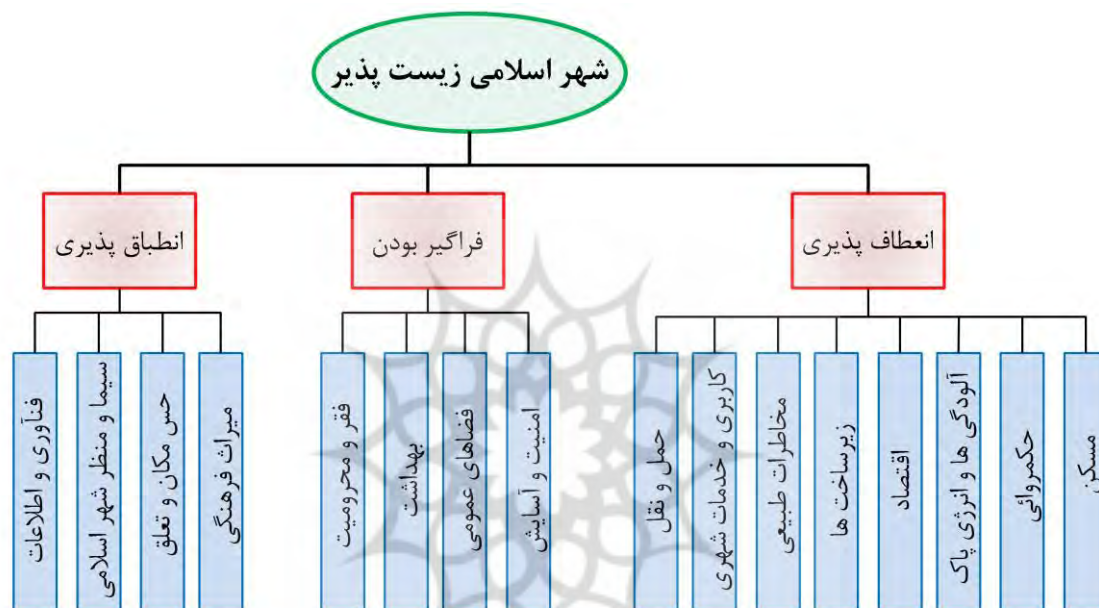 شهر اسلامی زیست پذیر
انعطاف پذیری
فراگیر بودن
انطباق پذیری
مسکن
حکمروائی
آلودگی ها و انرژی پاک
اقتصاد
زیرساخت ها
مخاطرات طبیعی
کاربری و خدمات شهری
حمل و نقل
امنیت و آسایش
فضاهای عمومی
بهداشت
فقر و محرومیت
میراث فرهنگی
حس مکان و تعلق
سیما و منظر شهر اسلامی
فنآوری و اطلاعات